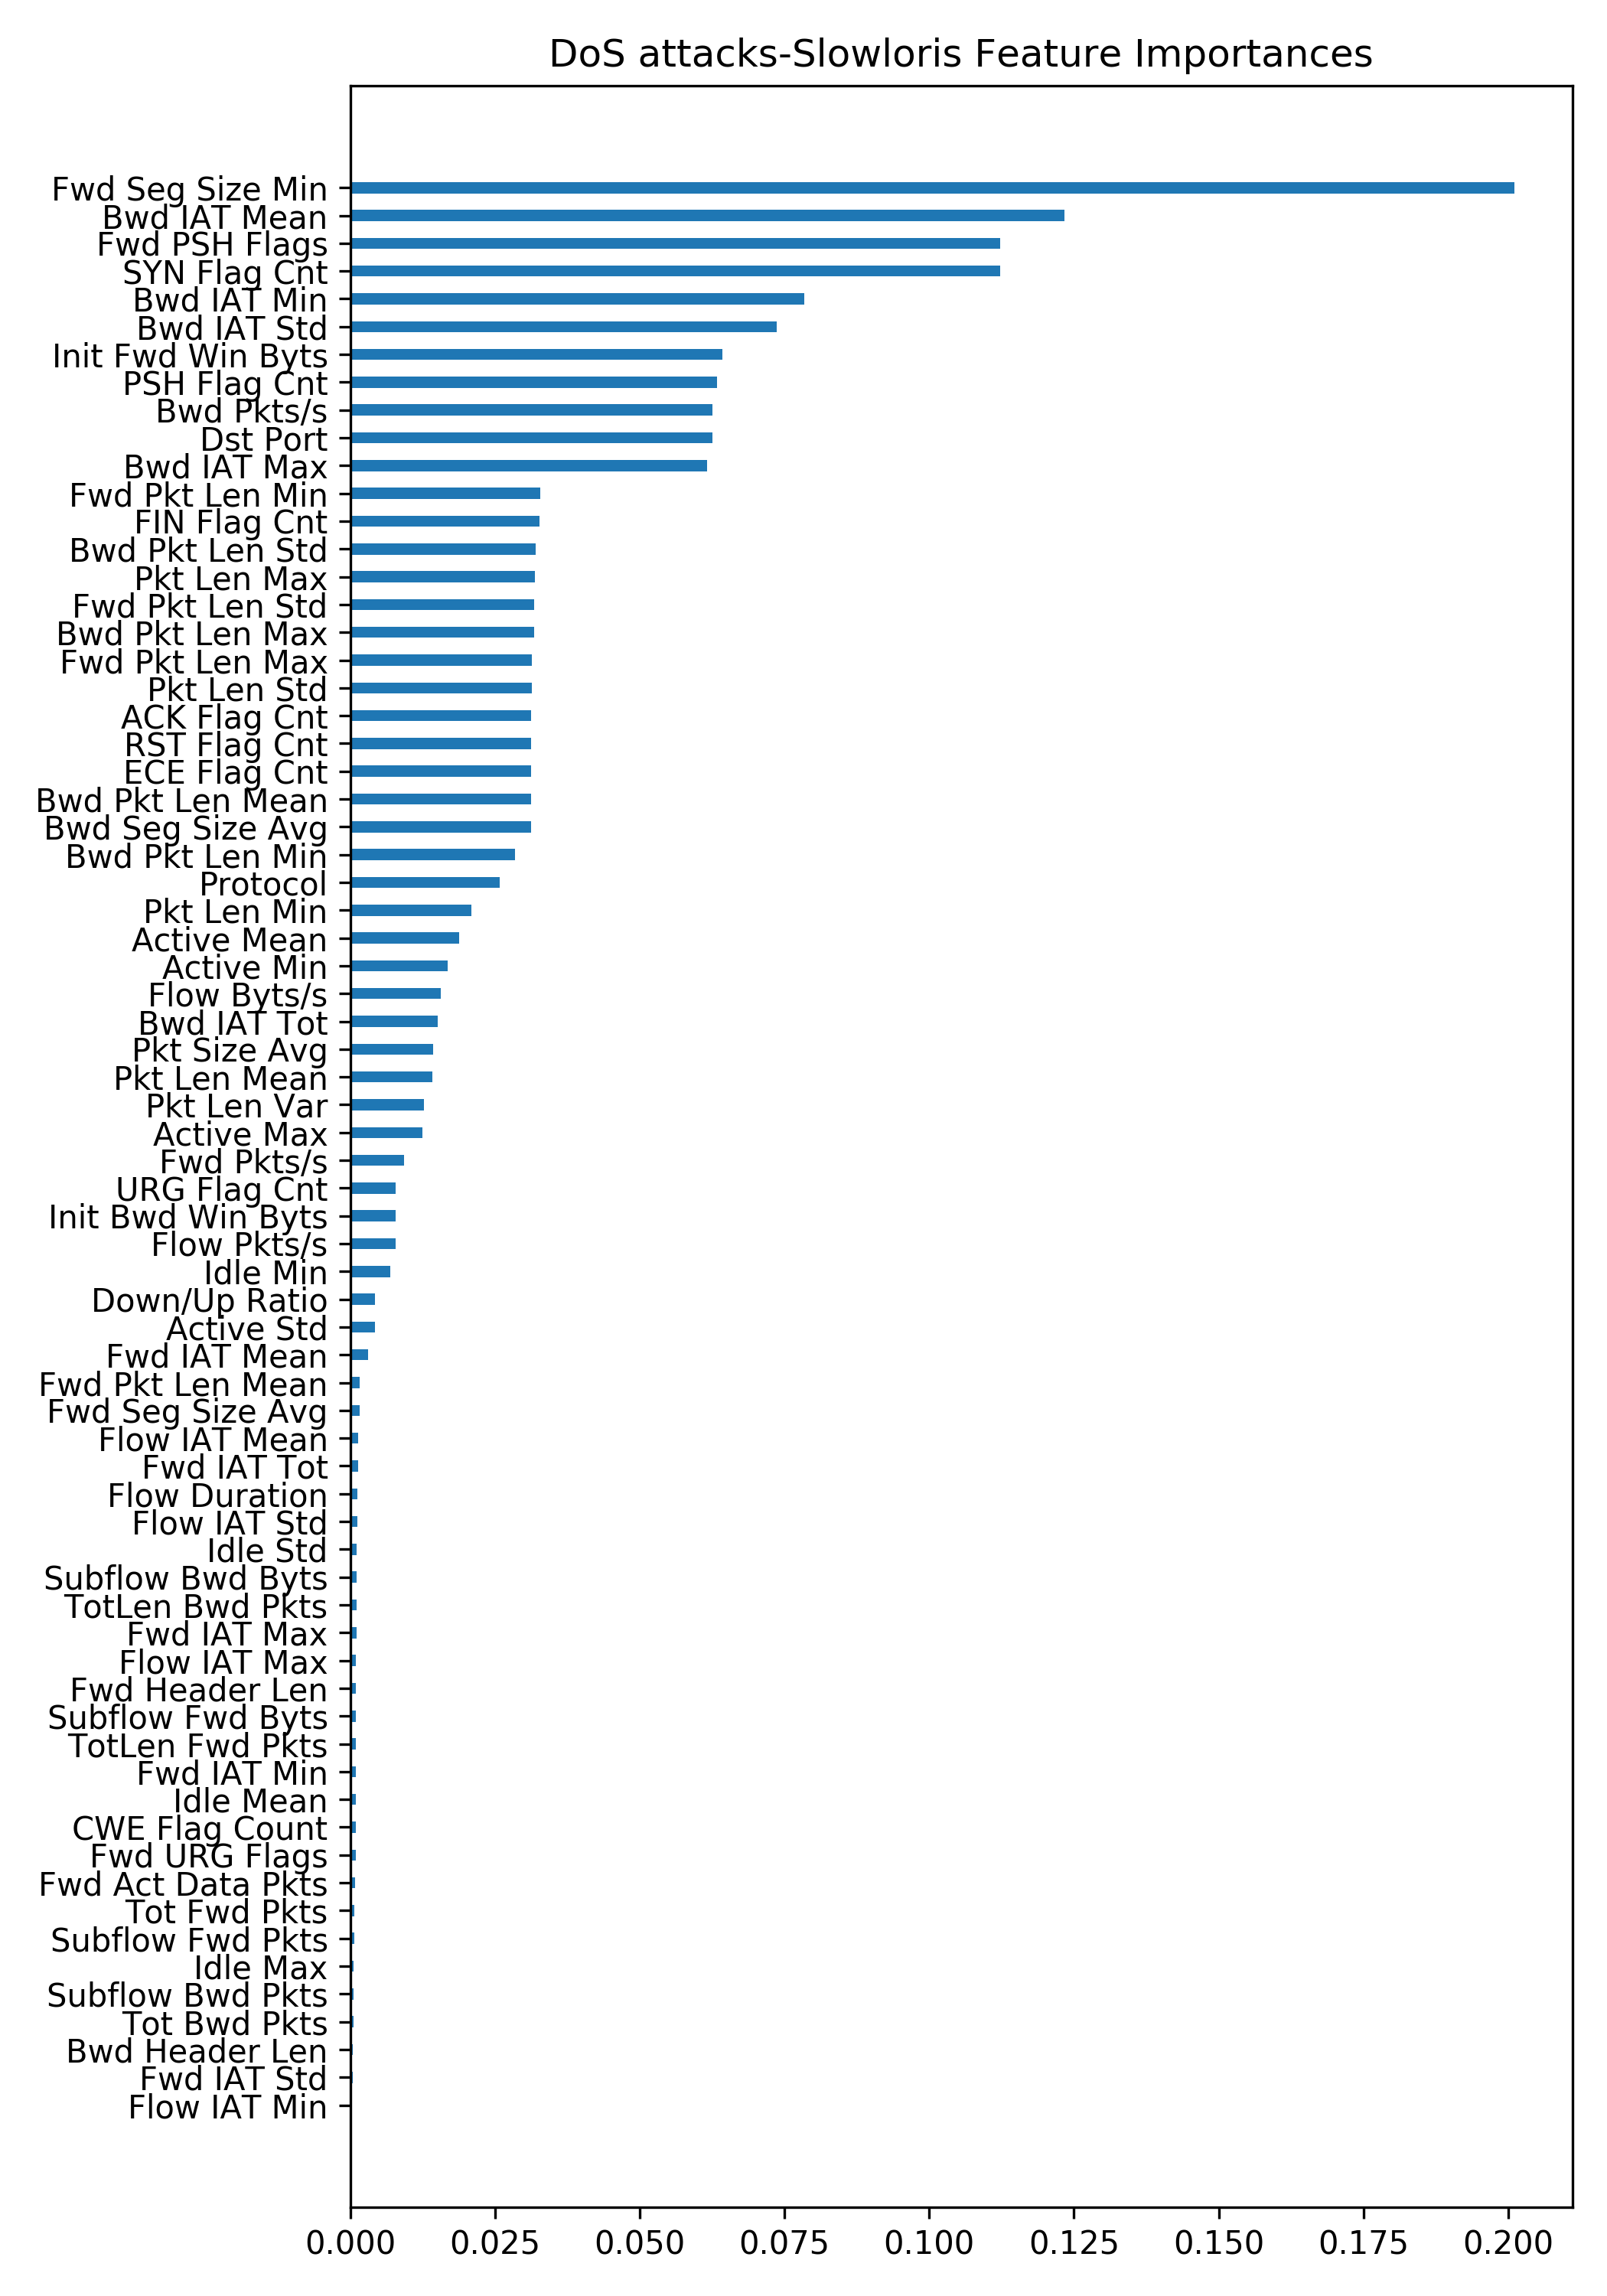 DoS attacks-Slowloris Feature Importances
Fwd Seg Size Min
Bwd IAT Mean
Fwd PSH Flags
SYN Flag Cnt
Bwd IAT Min
Bwd IAT Std
Init Fwd Win Byts
PSH Flag Cnt
Bwd Pkts/s
Dst Port
Bwd IAT Max
Fwd Pkt Len Min
FIN Flag Cnt
Bwd Pkt Len Std
Pkt Len Max
Fwd Pkt Len Std
Bwd Pkt Len Max
Fwd Pkt Len Max
Pkt Len Std
ACK Flag Cnt
RST Flag Cnt
ECE Flag Cnt
Bwd Pkt Len Mean
Bwd Seg Size Avg
Bwd Pkt Len Min
Protocol
Pkt Len Min
Active Mean
Active Min
Flow Byts/s
Bwd IAT Tot
Pkt Size Avg
Pkt Len Mean
Pkt Len Var
Active Max
Fwd Pkts/s
URG Flag Cnt
Init Bwd Win Byts
Flow Pkts/s
Idle Min
Down/Up Ratio
Active Std
Fwd IAT Mean
Fwd Pkt Len Mean
Fwd Seg Size Avg
Flow IAT Mean
Fwd IAT Tot
Flow Duration
Flow IAT Std
Idle Std
Subflow Bwd Byts
TotLen Bwd Pkts
Fwd IAT Max
Flow IAT Max
Fwd Header Len
Subflow Fwd Byts
TotLen Fwd Pkts
Fwd IAT Min
Idle Mean
CWE Flag Count
Fwd URG Flags
Fwd Act Data Pkts
Tot Fwd Pkts
Subflow Fwd Pkts
Idle Max
Subflow Bwd Pkts
Tot Bwd Pkts
Bwd Header Len
Fwd IAT Std
Flow IAT Min
0.000 0.025 0.050 0.075 0.100 0.125 0.150 0.175 0.200